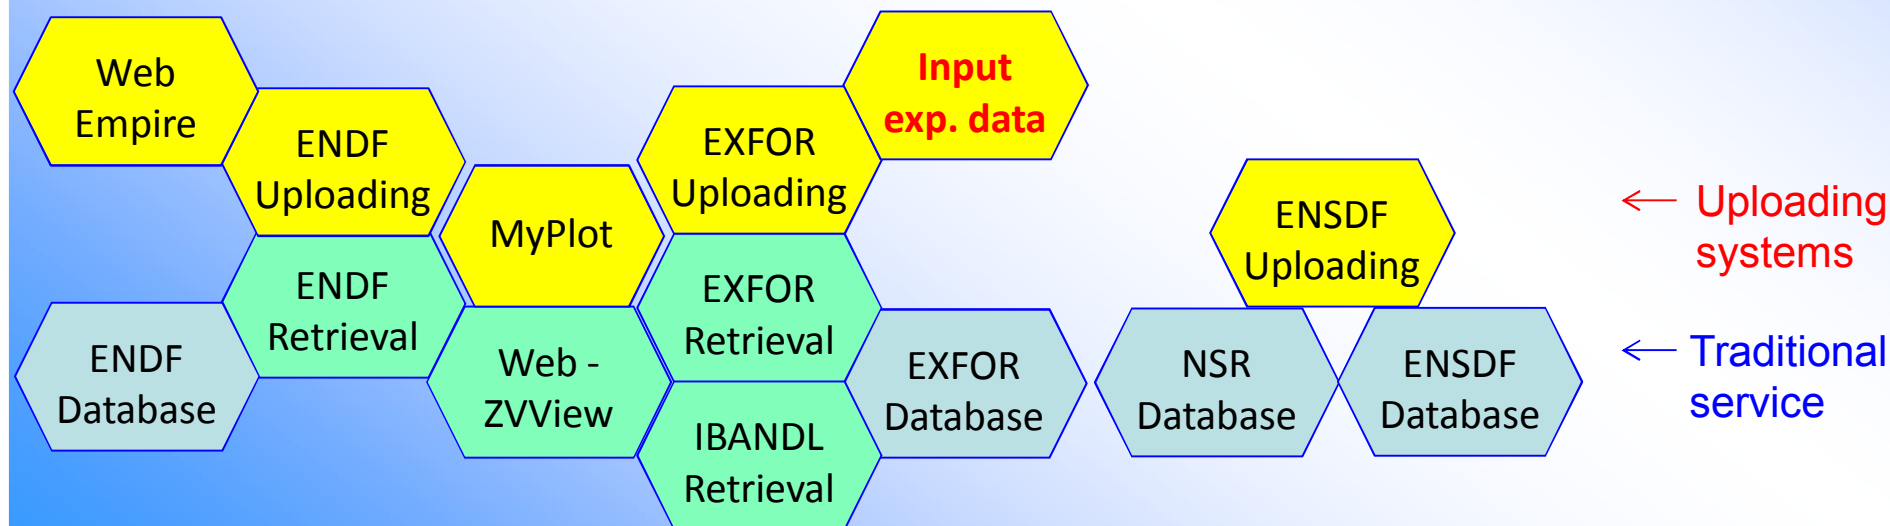 Web
Empire
ENDF
Uploading
MyPlot
EXFOR
Uploading
Input
exp. data
ENSDF
Uploading
← Uploading
systems
ENDF
Database
ENDF
Retrieval
Web -
ZVView
EXFOR
Retrieval
IBANDL
Retrieval
EXFOR
Database
NSR
Database
ENSDF
Database
← Traditional
service